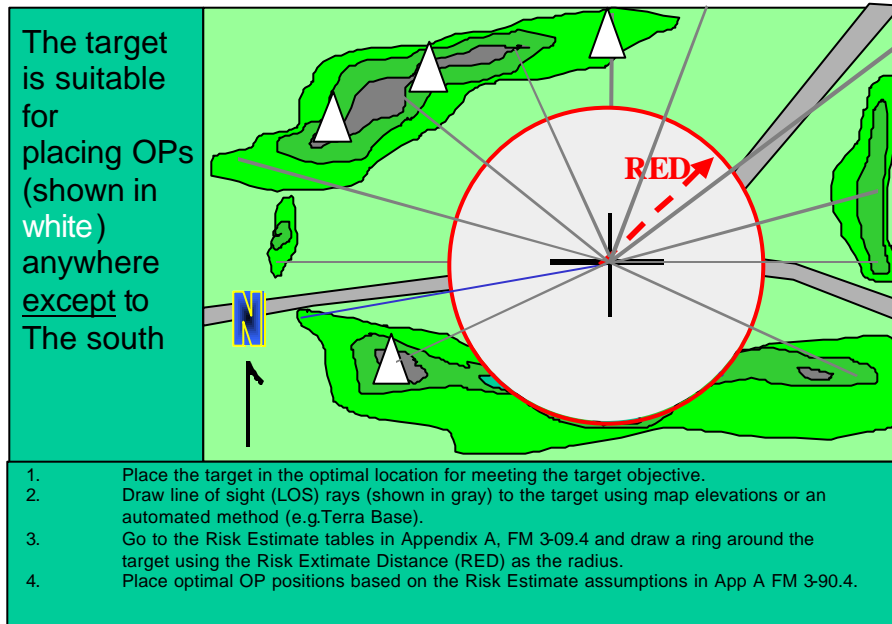 The target
is suitable
for
placing OPs
(shown in
white)
anywhere
except to
The south
RED
N
1. Place the target in the optimal location for meeting the target objective.
2. Draw line of sight (LOS) rays (shown in gray) to the target using map elevations or an
automated method (e.g.Terra Base).
3. Go to the Risk Estimate tables in Appendix A, FM 3-09.4 and draw a ring around the
target using the Risk Extimate Distance (RED) as the radius.
4. Place optimal OP positions based on the Risk Estimate assumptions in App A FM 3-90.4.